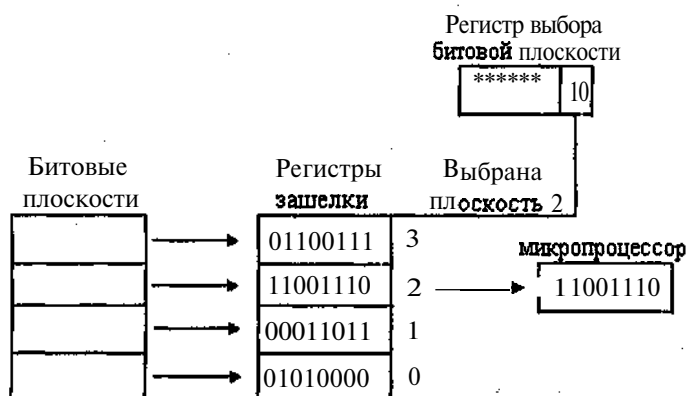 Регистр выбора
битовой плоскости
****** 10
Битовые
плоскости
Регистры
зашелки
Выбрана
плоскость 2
01100111 3
11001110 2
00011011 1
01010000 0
микропроцессор
11001110